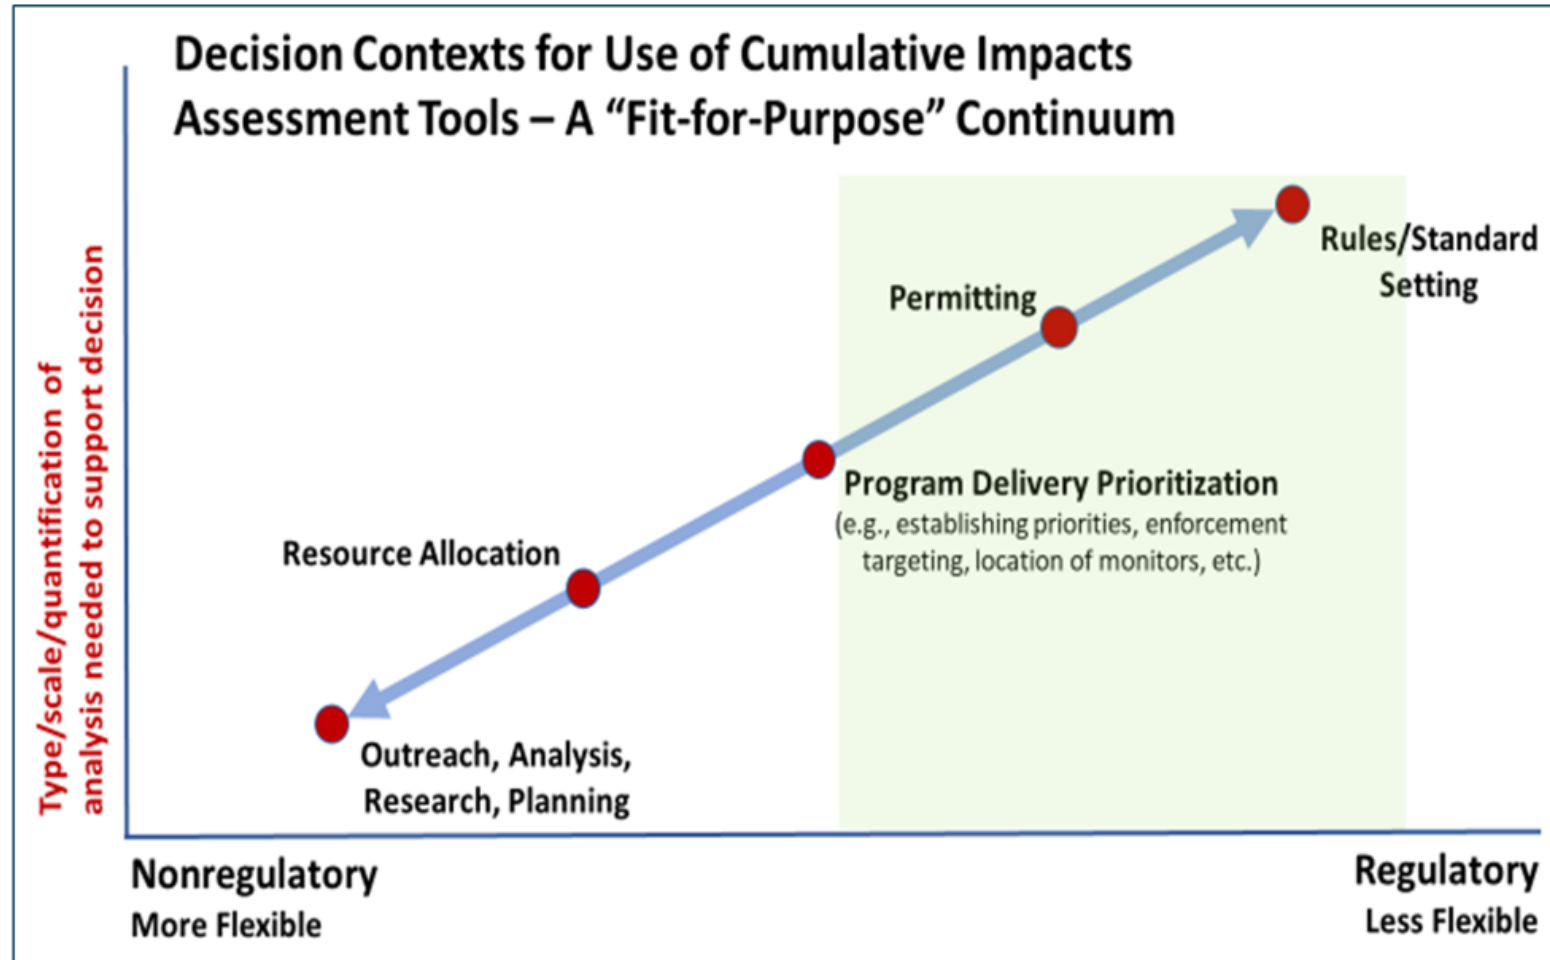 Decision Contexts for Use of Cumulative Impacts
Assessment Tools – A “Fit-for-Purpose” Continuum
Type/scale/quantification of
analysis needed to support decision
Rules/Standard
Setting
Permitting
Program Delivery Prioritization
(e.g., establishing priorities, enforcement
targeting, location of monitors, etc.)
Resource Allocation
Outreach, Analysis,
Research, Planning
Nonregulatory
More Flexible
Regulatory
Less Flexible